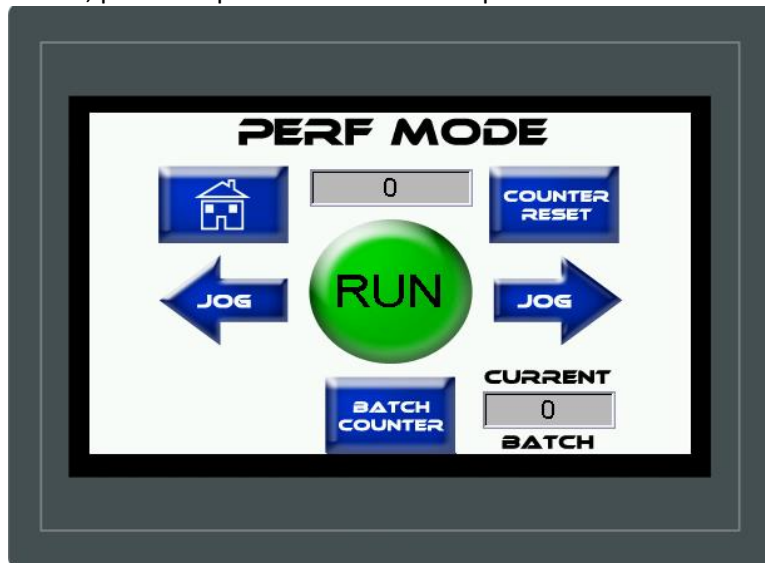 PERF MODE
0
COUNTER
RESET
JOG
RUN
JOG
BATCH
COUNTER
CURRENT
0
BATCH